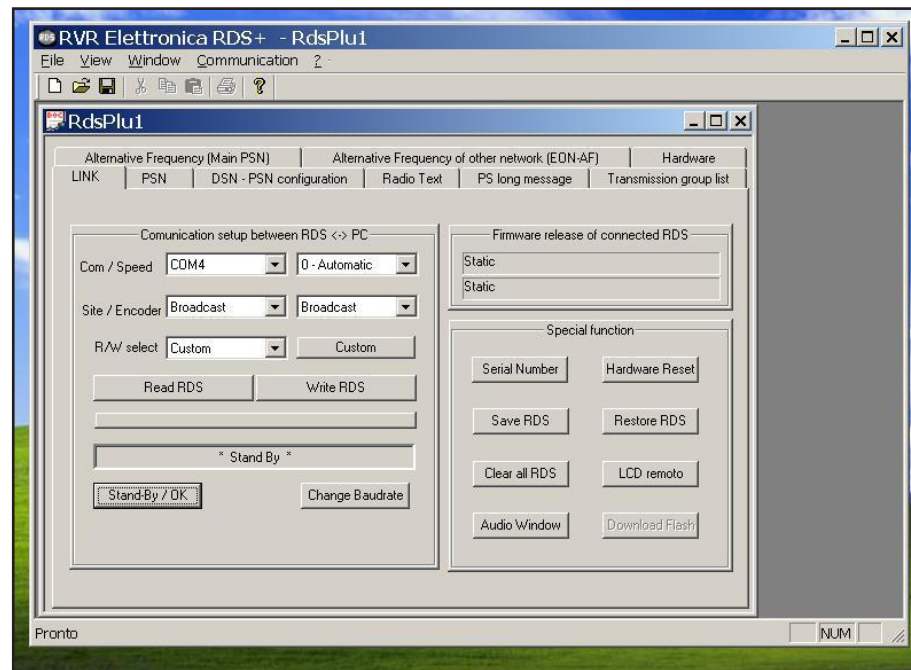 RVR Elettronica RDS+ - RdsPlu1
File View Window Communication ?
RdsPlu1
Alternative Frequency (Main PSN) Alternative Frequency of other network (EON-AF) Hardware
LINK PSN DSN - PSN configuration Radio Text PS long message Transmission group list
Comunication setup between RDS <-> PC
Com / Speed COM4 0 - Automatic
Site / Encoder Broadcast Broadcast
R/W select Custom Custom
Read RDS Write RDS
* Stand By *
Stand-By / OK Change Baudrate
Firmware release of connected RDS
Static
Static
Special function
Serial Number Hardware Reset
Save RDS Restore RDS
Clear all RDS LCD remoto
Audio Window Download Flash
Pronto NUM